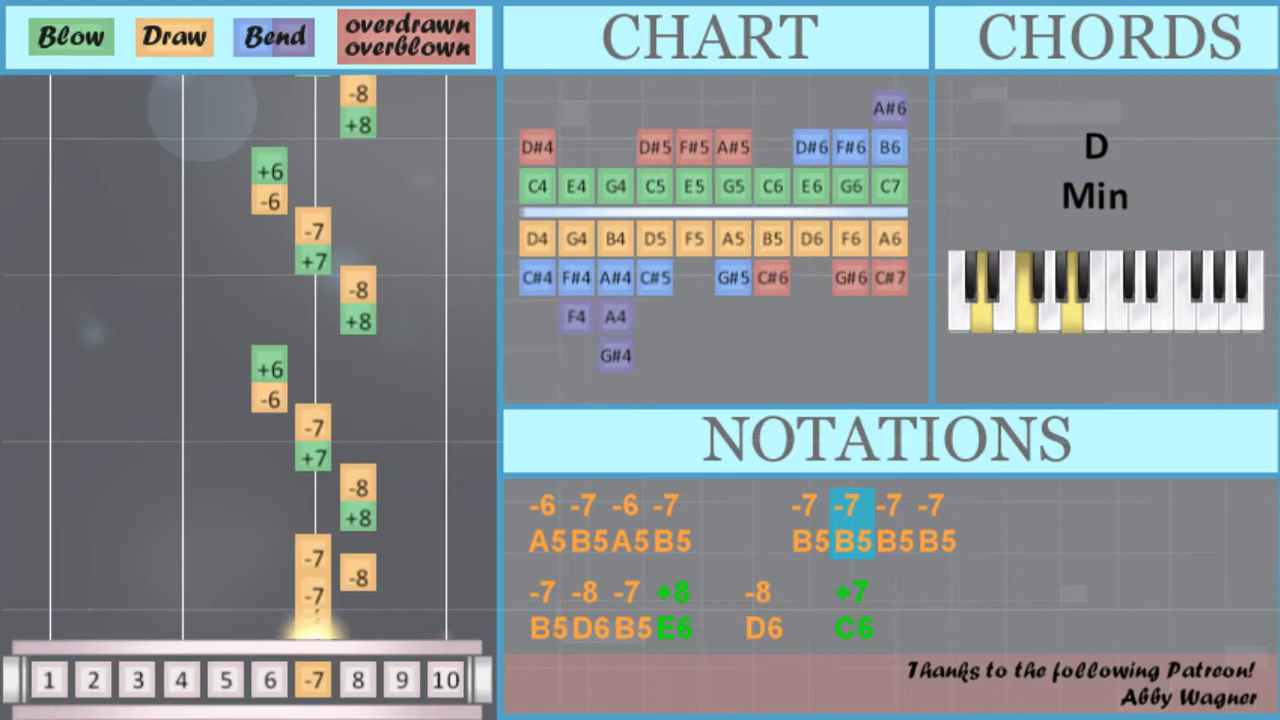 Blow Draw Bend overdrawn
overblown
CHART
CHORDS
-8
+8
+6
-6
-7
+7
-8
+8
+6
-6
-7
+7
-8
+8
-7
-8
-7
1 2 3 4 5 6 -7 8 9 10
A#6
D#4 D#5 F#5 A#5 D#6 F#6 B6
C4 E4 G4 C5 E5 G5 C6 E6 G6 C7
D4 G4 B4 D5 F5 A5 B5 D6 F6 A6
C#4 F#4 A#4 C#5 G#5 C#6 G#6 C#7
F4 A4
G#4
D
Min
NOTATIONS
-6 -7 -6 -7 -7 -7 -7 -7
A5 B5 A5 B5 B5 B5 B5 B5
-7 -8 -7 +8 -8 +7
B5 D6 B5 E6 D6 C6
Thanks to the following Patreon!
Abby Wagner